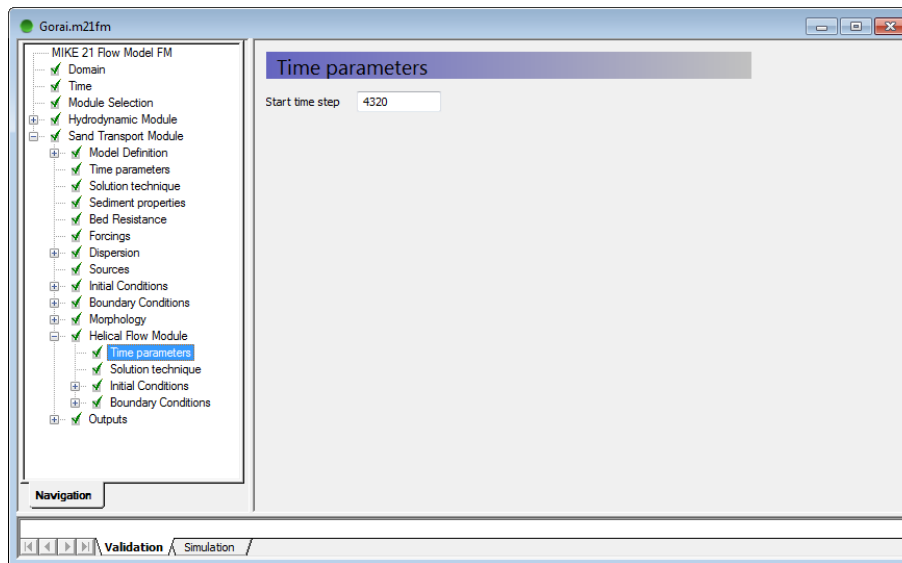 Gorai.m21fm
MIKE 21 Flow Model FM
Domain
Time
Module Selection
Hydrodynamic Module
Sand Transport Module
Model Definition
Time parameters
Solution technique
Sediment properties
Bed Resistance
Forcings
Dispersion
Sources
Initial Conditions
Boundary Conditions
Morphology
Helical Flow Module
Time parameters
Solution technique
Initial Conditions
Boundary Conditions
Outputs
Navigation
Time parameters
Start time step 4320
Validation Simulation